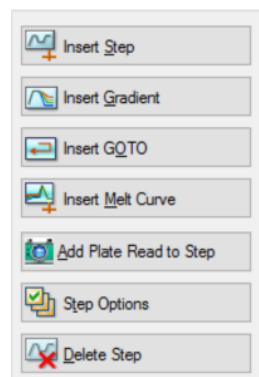 Insert Step
Insert Gradient
Insert GOTO
Insert Melt Curve
Add Plate Read to Step
Step Options
Delete Step